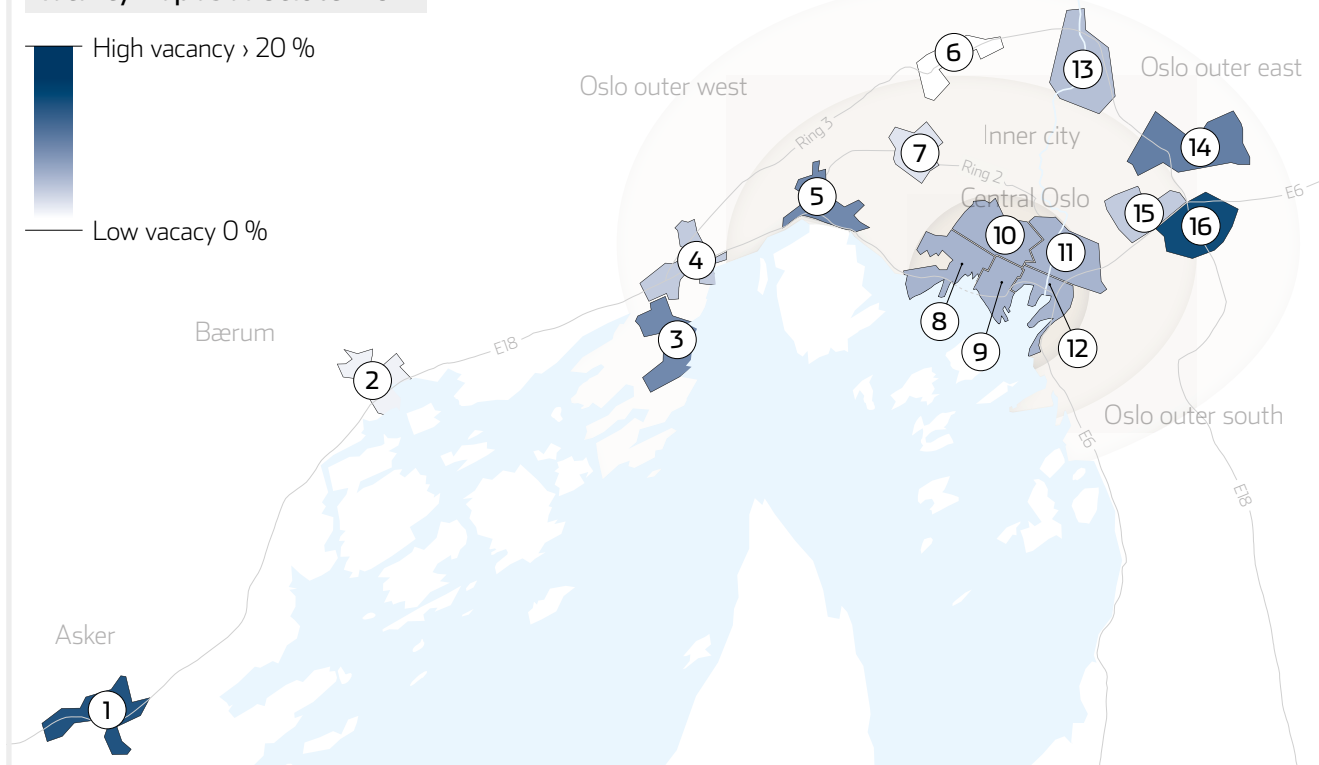 High vacancy › 20 %
Low vacacy 0 %
Oslo outer west
Oslo outer east
Ring 3
Inner city
Ring 2
Central Oslo
E6
Bærum
E18
Oslo outer south
E6
E18
Asker
6
13
14
7
5
15
16
10
11
4
8
3
9
12
2
1